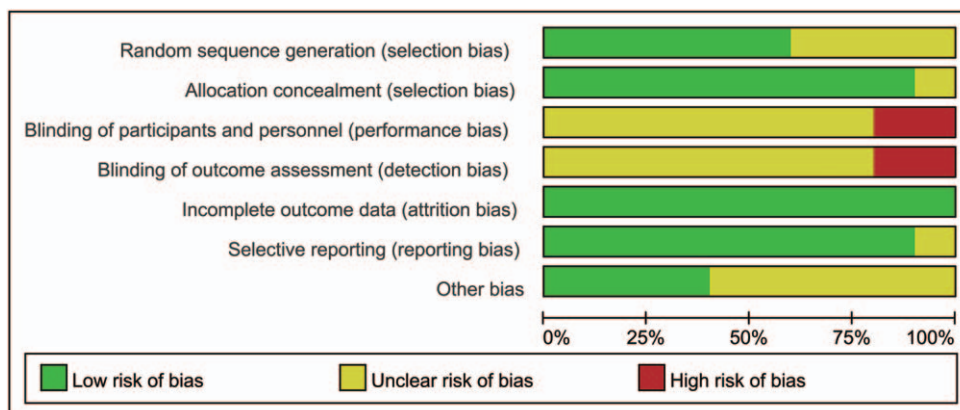 Random sequence generation (selection bias)
Allocation concealment (selection bias)
Blinding of participants and personnel (performance bias)
Blinding of outcome assessment (detection bias)
Incomplete outcome data (attrition bias)
Selective reporting (reporting bias)
Other bias
0% 25% 50% 75% 100%
Low risk of bias Unclear risk of bias High risk of bias